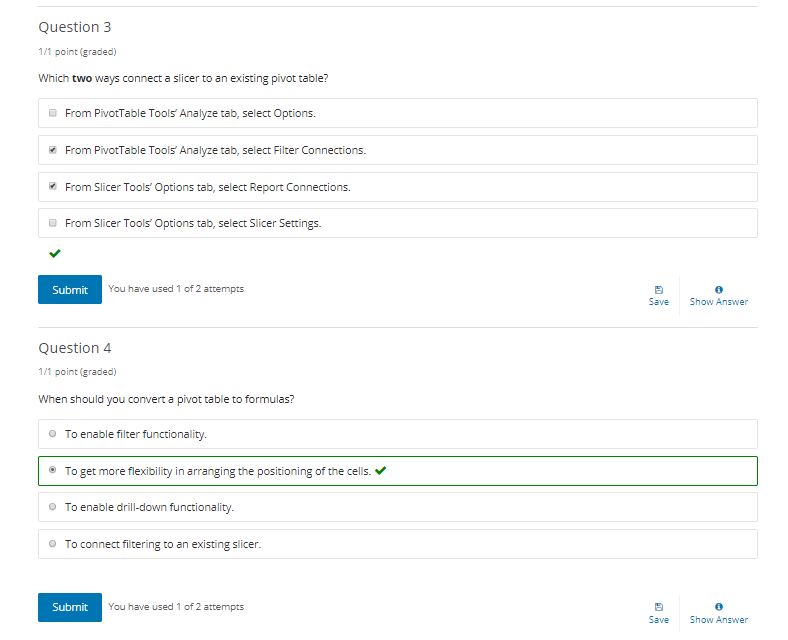 Question 3
1/1 point (graded)
Which two ways connect a slicer to an existing pivot table?
From PivotTable Tools’ Analyze tab, select Options.
From PivotTable Tools’ Analyze tab, select Filter Connections.
From Slicer Tools’ Options tab, select Report Connections.
From Slicer Tools’ Options tab, select Slicer Settings.
Submit You have used 1 of 2 attempts
Save Show Answer
Question 4
1/1 point (graded)
When should you convert a pivot table to formulas?
To enable filter functionality.
To get more flexibility in arranging the positioning of the cells.
To enable drill-down functionality.
To connect filtering to an existing slicer.
Submit You have used 1 of 2 attempts
Save Show Answer